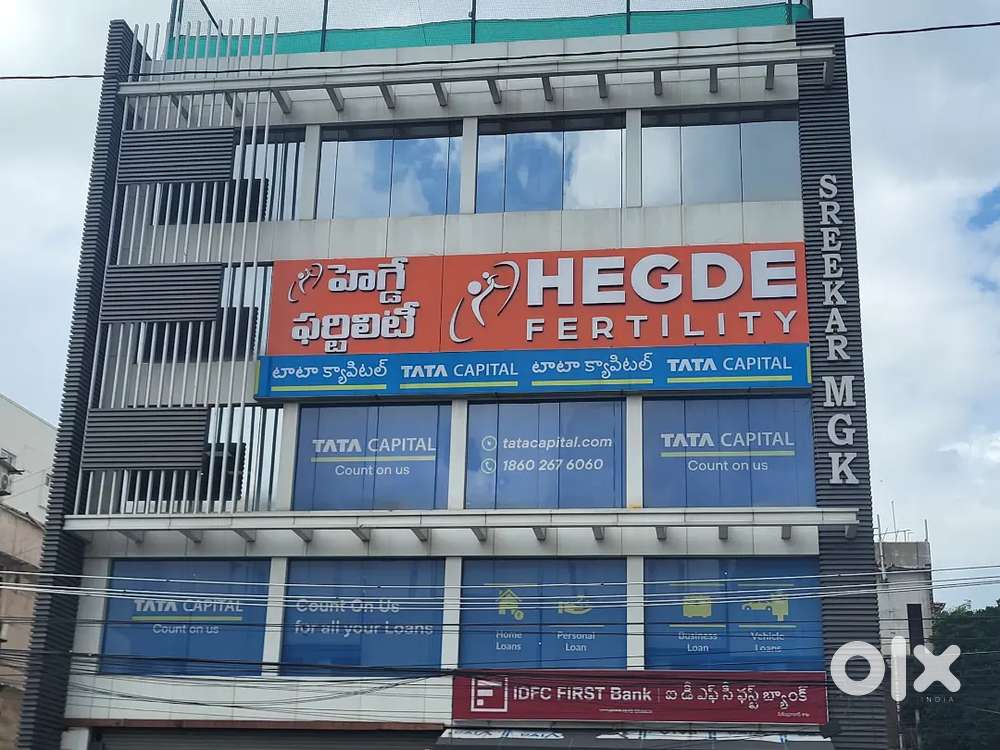 హెగ్డే
ఫర్టిలిటీ
HEGDE
FERTILITY
SREEKAR MGK
టాటా క్యాపిటల్ TATA CAPITAL టాటా క్యాపిటల్ TATA CAPITAL
TATA CAPITAL
Count on us
tatacapital.com
1860 267 6060
TATA CAPITAL
Count on us
TATA CAPITAL
Count on us
Count On Us
for all your Loans
Home
Loans
Personal
Loan
Business
Loan
Vehicle
Loans
IDFC FIRST Bank
ఐ డీ ఎఫ్ సీ ఫస్ట్ బ్యాంక్
olx
INDIA